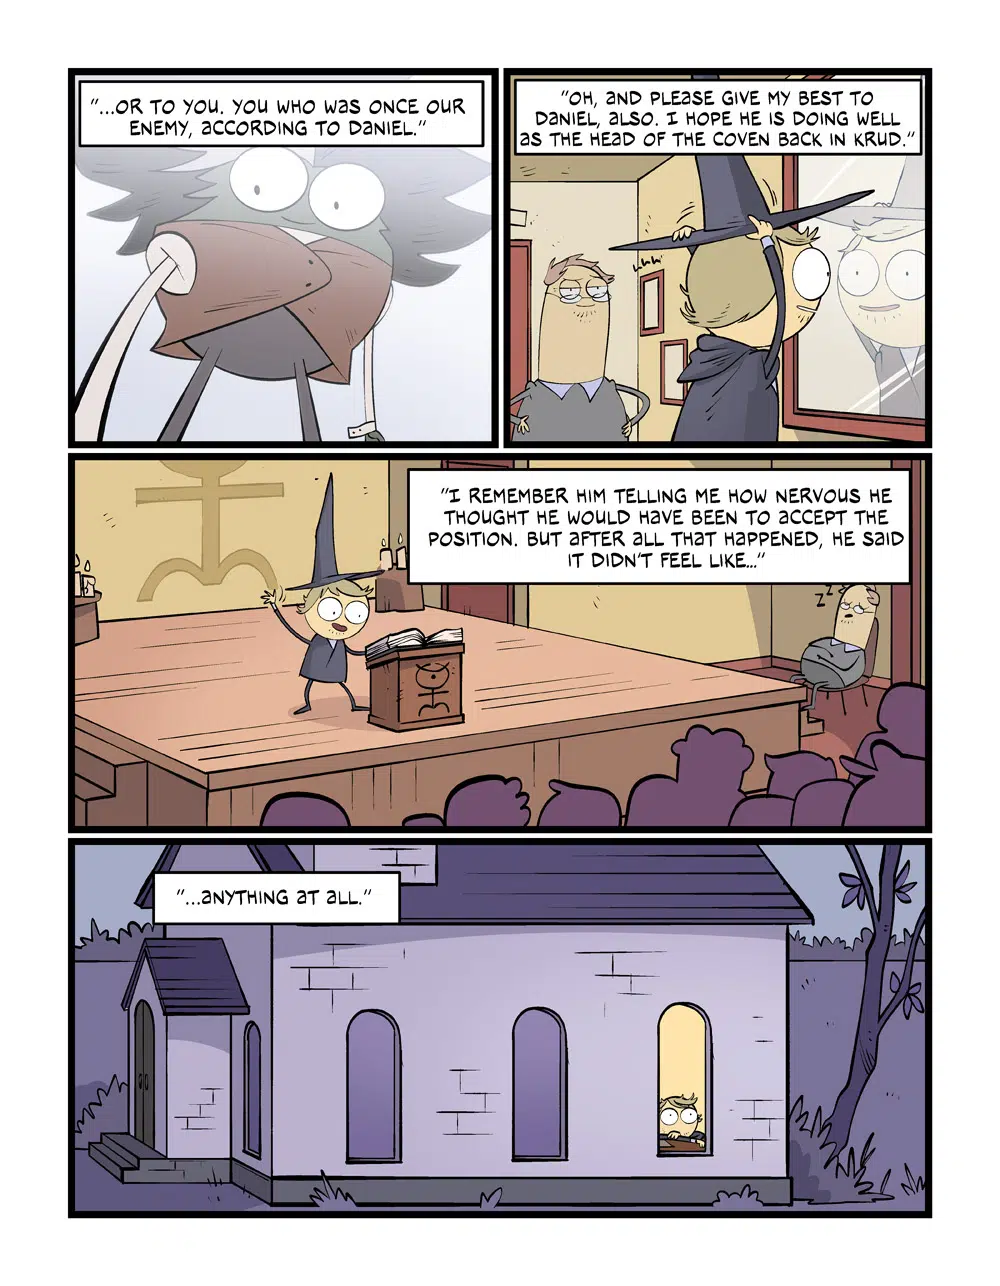 "...OR TO YOU. YOU WHO WAS ONCE OUR
ENEMY, ACCORDING TO DANIEL."
"OH, AND PLEASE GIVE MY BEST TO
DANIEL, ALSO. I HOPE HE IS DOING WELL
AS THE HEAD OF THE COVEN BACK IN KRUD."
"I REMEMBER HIM TELLING ME HOW NERVOUS HE
THOUGHT HE WOULD HAVE BEEN TO ACCEPT THE
POSITION. BUT AFTER ALL THAT HAPPENED, HE SAID
IT DIDN'T FEEL LIKE..."
ZZZ
"...ANYTHING AT ALL."